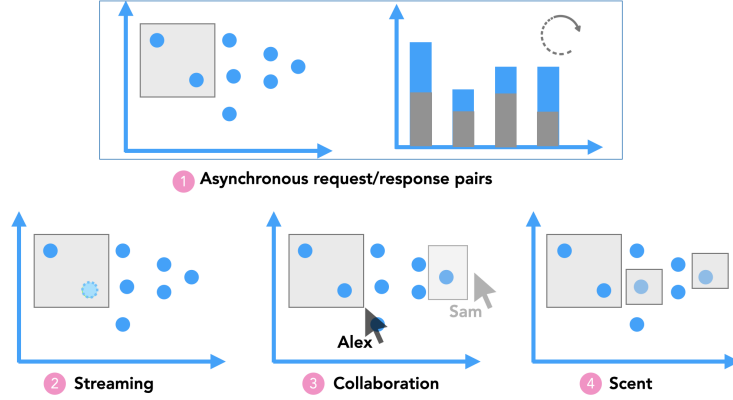 1 Asynchronous request/response pairs
Sam
Alex
2 Streaming
3 Collaboration
4 Scent